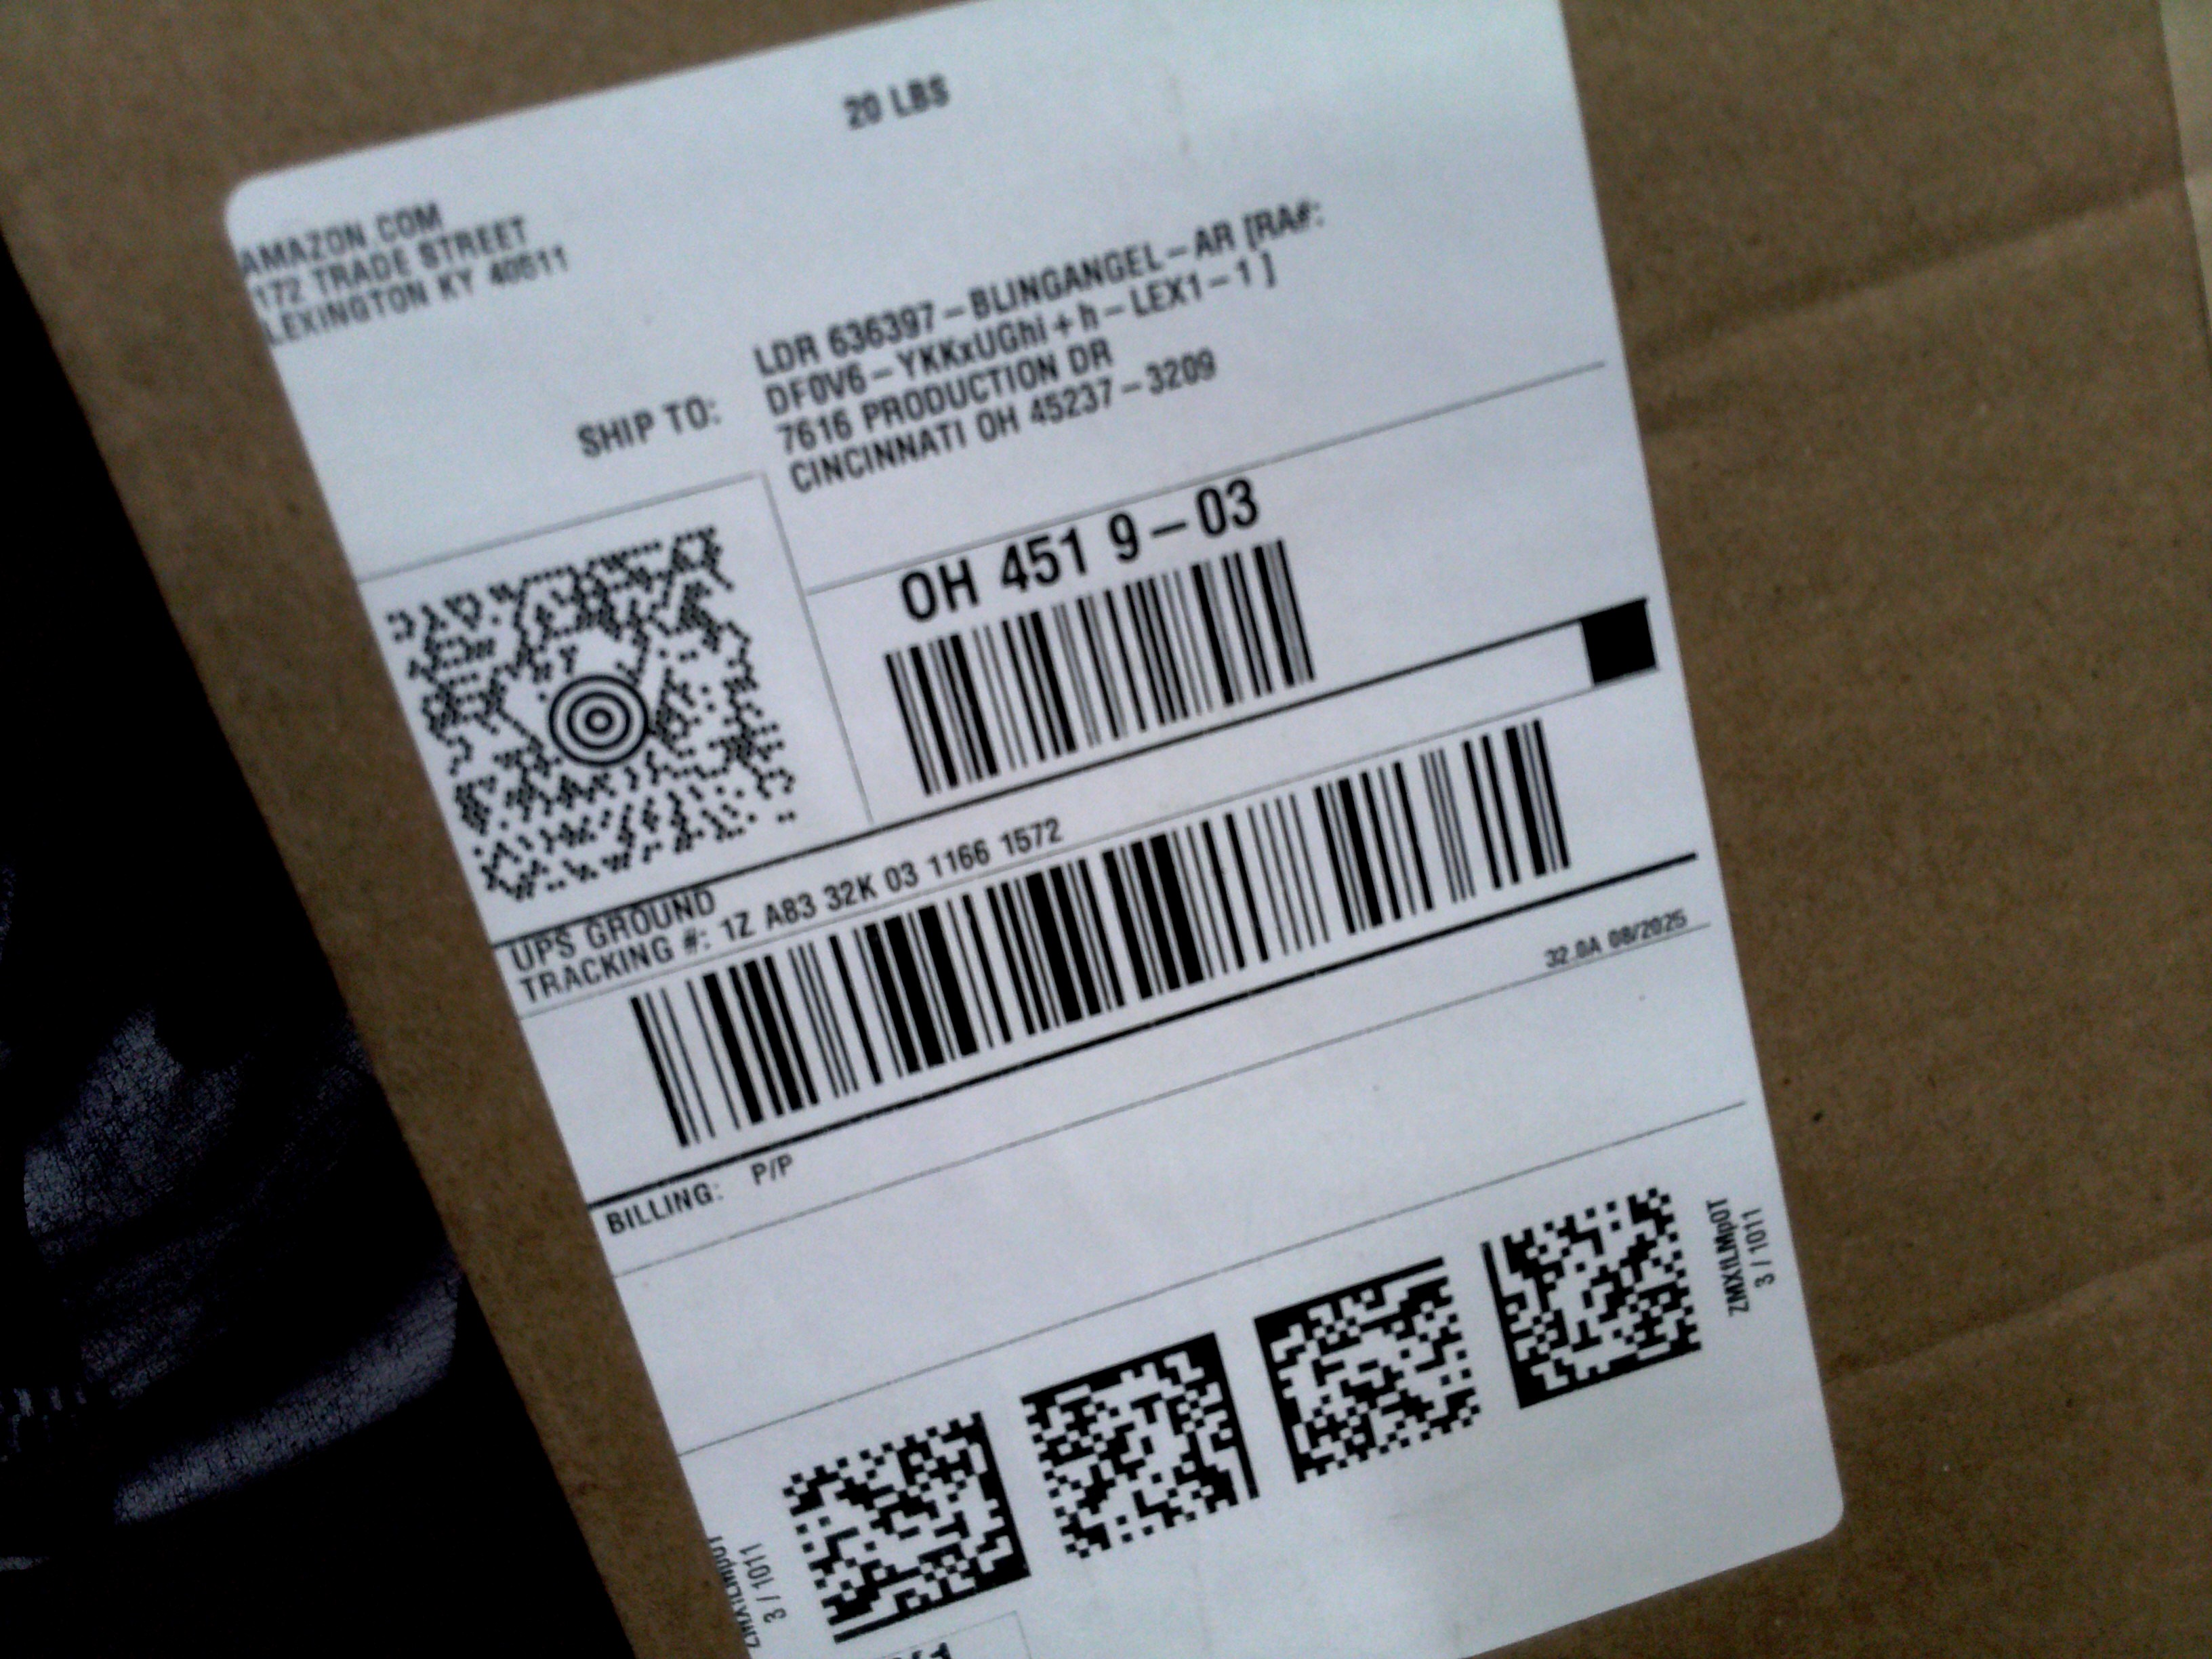 20 LBS
AMAZON.COM
172 TRADE STREET
LEXINGTON KY 40511
SHIP TO:
LDR 636397-BLINGANGEL-AR [RA#:
DF0V6-YKKxUGhi+h-LEX1-1 ]
7616 PRODUCTION DR
CINCINNATI OH 45237-3209
OH 451 9-03
UPS GROUND
TRACKING #: 1Z A83 32K 03 1166 1572
32.0A 08/2025
BILLING: P/P
3 / 1011
3 / 1011